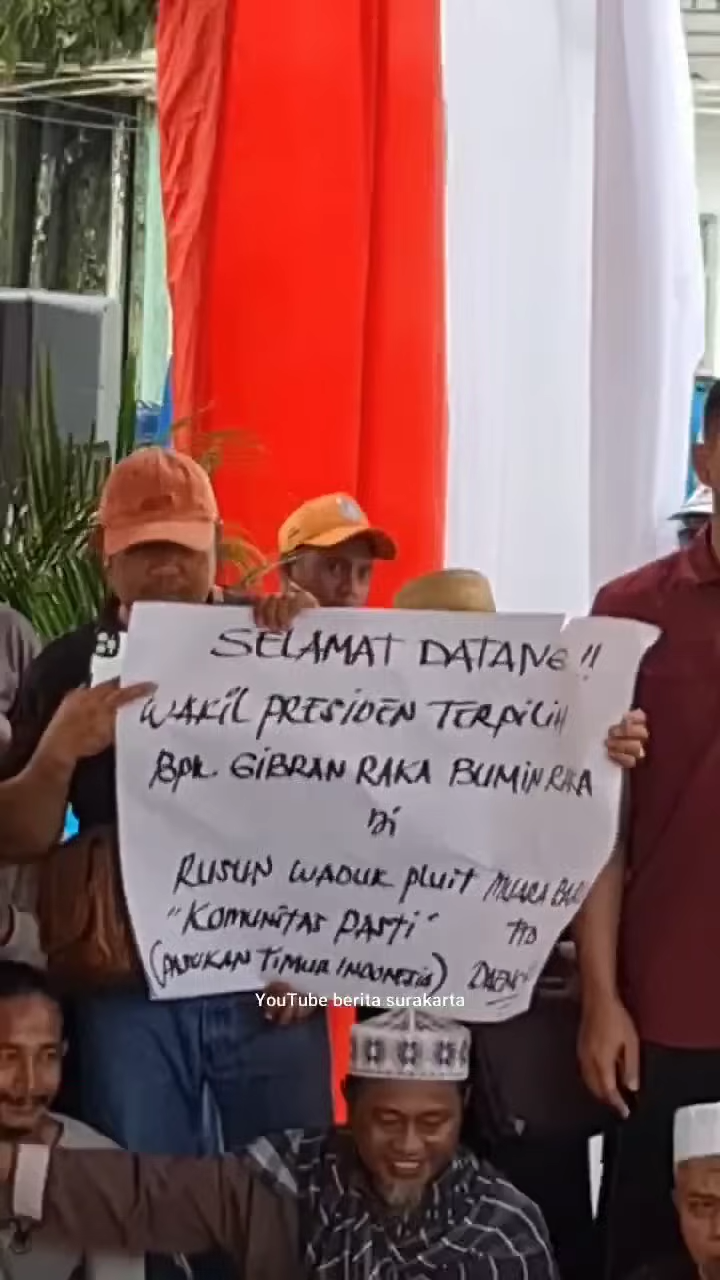 SELAMAT DATANG !!
WAKIL PRESIDEN TERPILIH
BPK. GIBRAN RAKA BUMIN RAKA
Di
RUSUN WADUK PLUIT MUARA BARU
"KOMUNITAS PASTI" TTD
(PASUKAN TIMUR INDONESIA) DAENG
YouTube berita surakarta